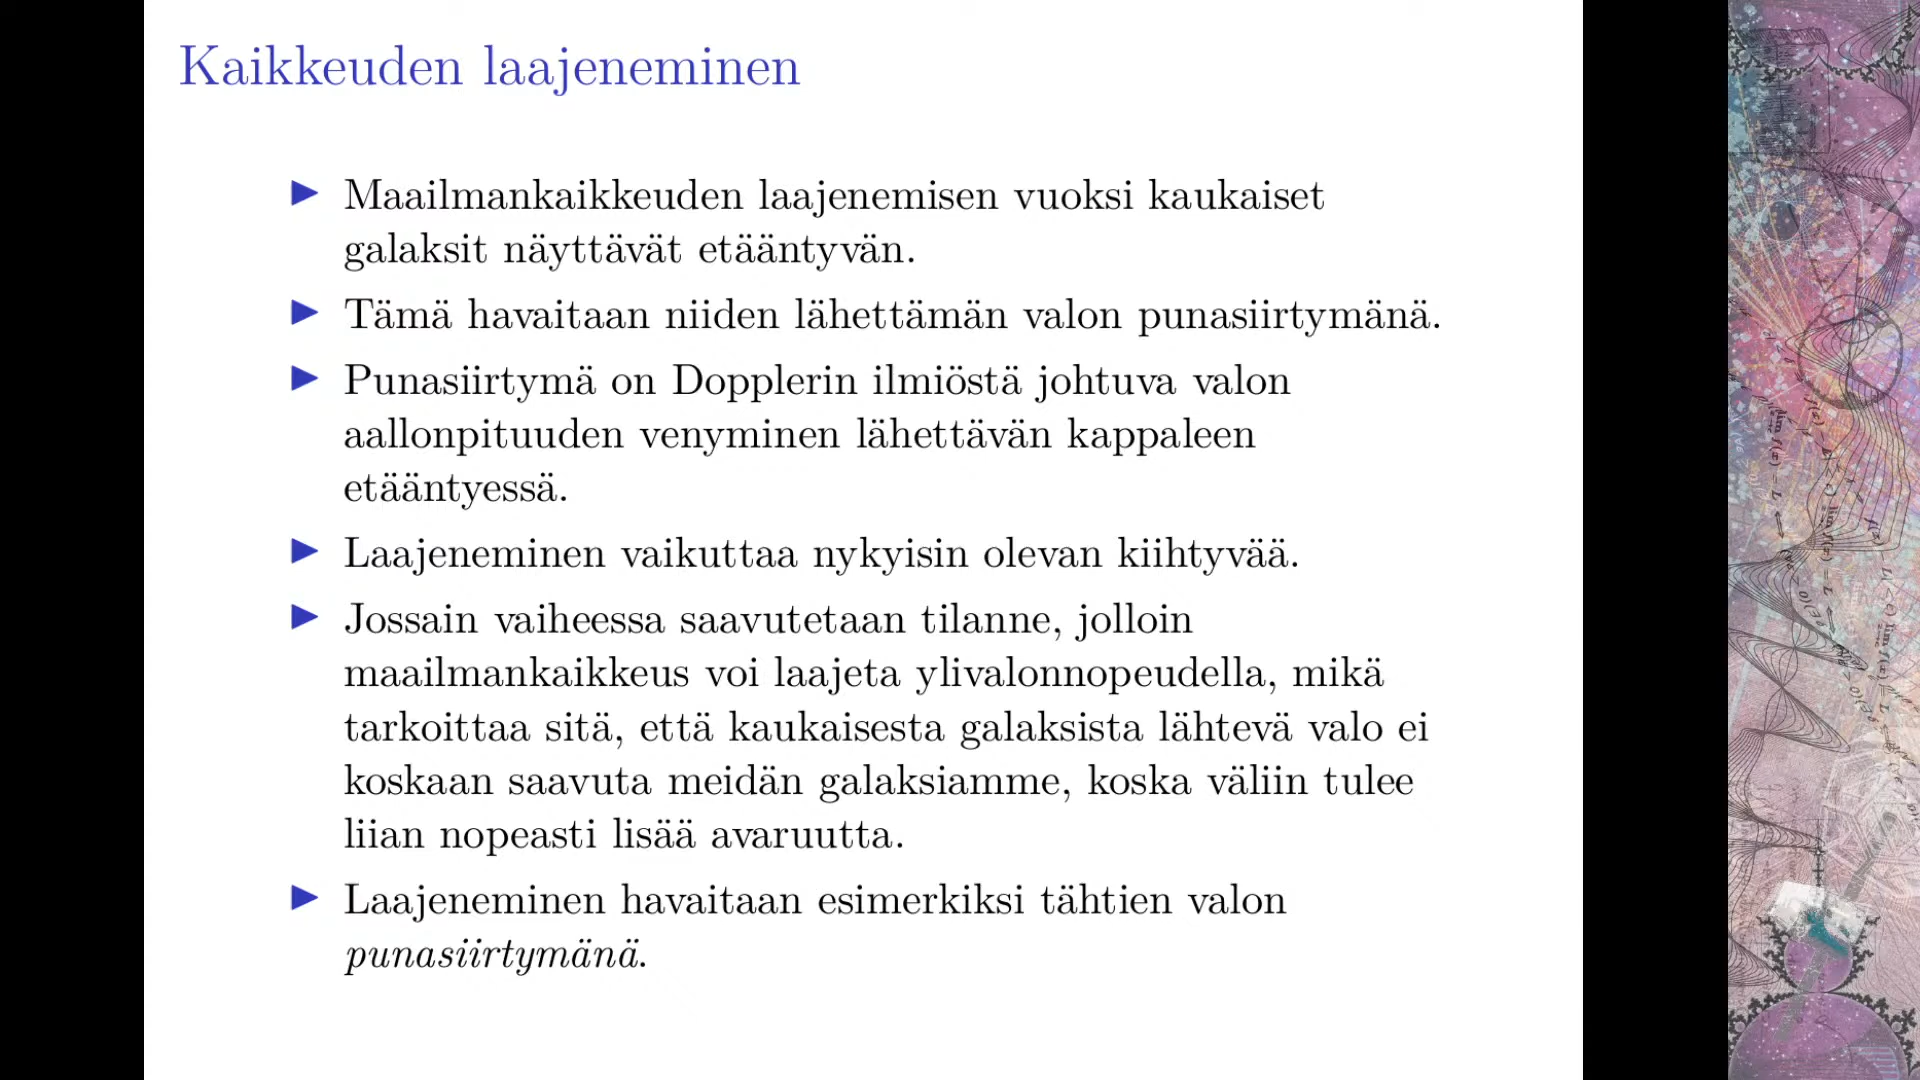 Kaikkeuden laajeneminen
Maailmankaikkeuden laajenemisen vuoksi kaukaiset
galaksit näyttävät etääntyvän.
Tämä havaitaan niiden lähettämän valon punasiirtymänä.
Punasiirtymä on Dopplerin ilmiöstä johtuva valon
aallonpituuden venyminen lähettävän kappaleen
etääntyessä.
Laajeneminen vaikuttaa nykyisin olevan kiihtyvää.
Jossain vaiheessa saavutetaan tilanne, jolloin
maailmankaikkeus voi laajeta ylivalonnopeudella, mikä
tarkoittaa sitä, että kaukaisesta galaksista lähtevä valo ei
koskaan saavuta meidän galaksiamme, koska väliin tulee
liian nopeasti lisää avaruutta.
Laajeneminen havaitaan esimerkiksi tähtien valon
punasiirtymänä.